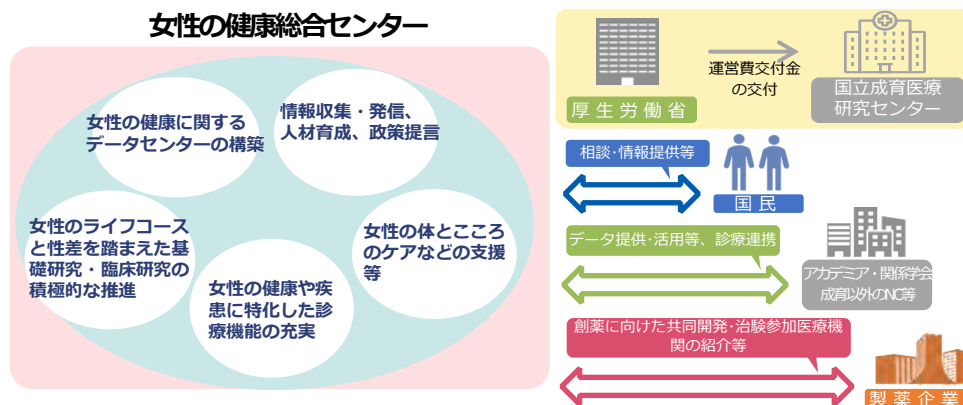 女性の健康総合センター
女性の健康に関する
データセンターの構築
情報収集・発信、
人材育成、政策提言
女性のライフコース
と性差を踏まえた基
礎研究・臨床研究の
積極的な推進
女性の体とこころ
のケアなどの支援
等
女性の健康や疾
患に特化した診
療機能の充実
厚生労働省
運営費交付金
の交付
国立成育医療
研究センター
相談・情報提供等
国民
データ提供・活用等、診療連携
アカデミア・関係学会
成育以外のNC等
創薬に向けた共同開発・治験参加医療機
関の紹介等
製薬企業